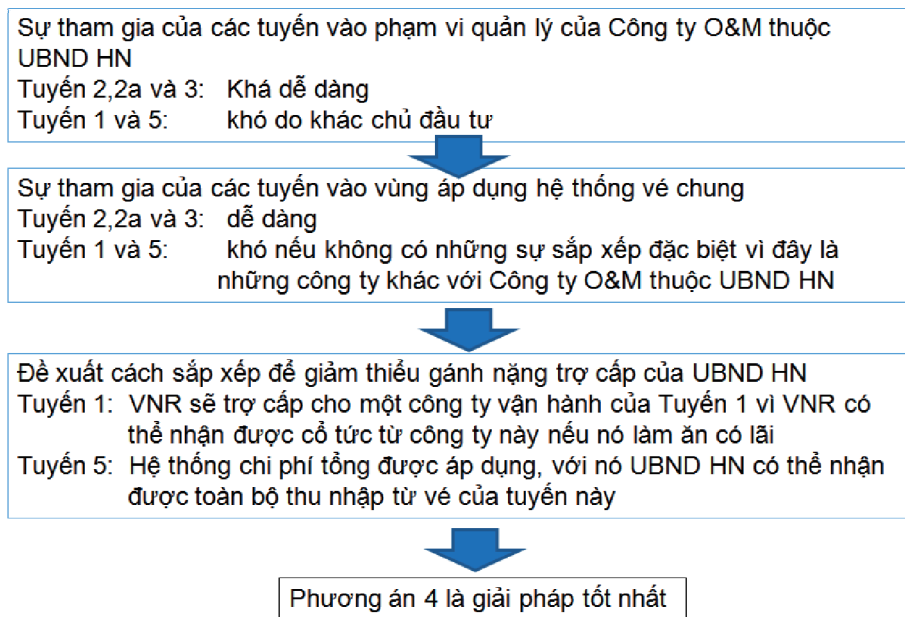 Sự tham gia của các tuyến vào phạm vi quản lý của Công ty O&M thuộc
UBND HN
Tuyến 2,2a và 3: Khá dễ dàng
Tuyến 1 và 5: khó do khác chủ đầu tư
Sự tham gia của các tuyến vào vùng áp dụng hệ thống vé chung
Tuyến 2,2a và 3: dễ dàng
Tuyến 1 và 5: khó nếu không có những sự sắp xếp đặc biệt vì đây là
những công ty khác với Công ty O&M thuộc UBND HN
Đề xuất cách sắp xếp để giảm thiểu gánh nặng trợ cấp của UBND HN
Tuyến 1: VNR sẽ trợ cấp cho một công ty vận hành của Tuyến 1 vì VNR có
thể nhận được cổ tức từ công ty này nếu nó làm ăn có lãi
Tuyến 5: Hệ thống chi phí tổng được áp dụng, với nó UBND HN có thể nhận
được toàn bộ thu nhập từ vé của tuyến này
Phương án 4 là giải pháp tốt nhất